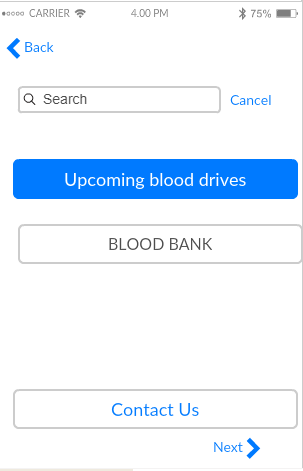 CARRIER 4.00 PM 75%
Back
Search Cancel
Upcoming blood drives
BLOOD BANK
Contact Us
Next